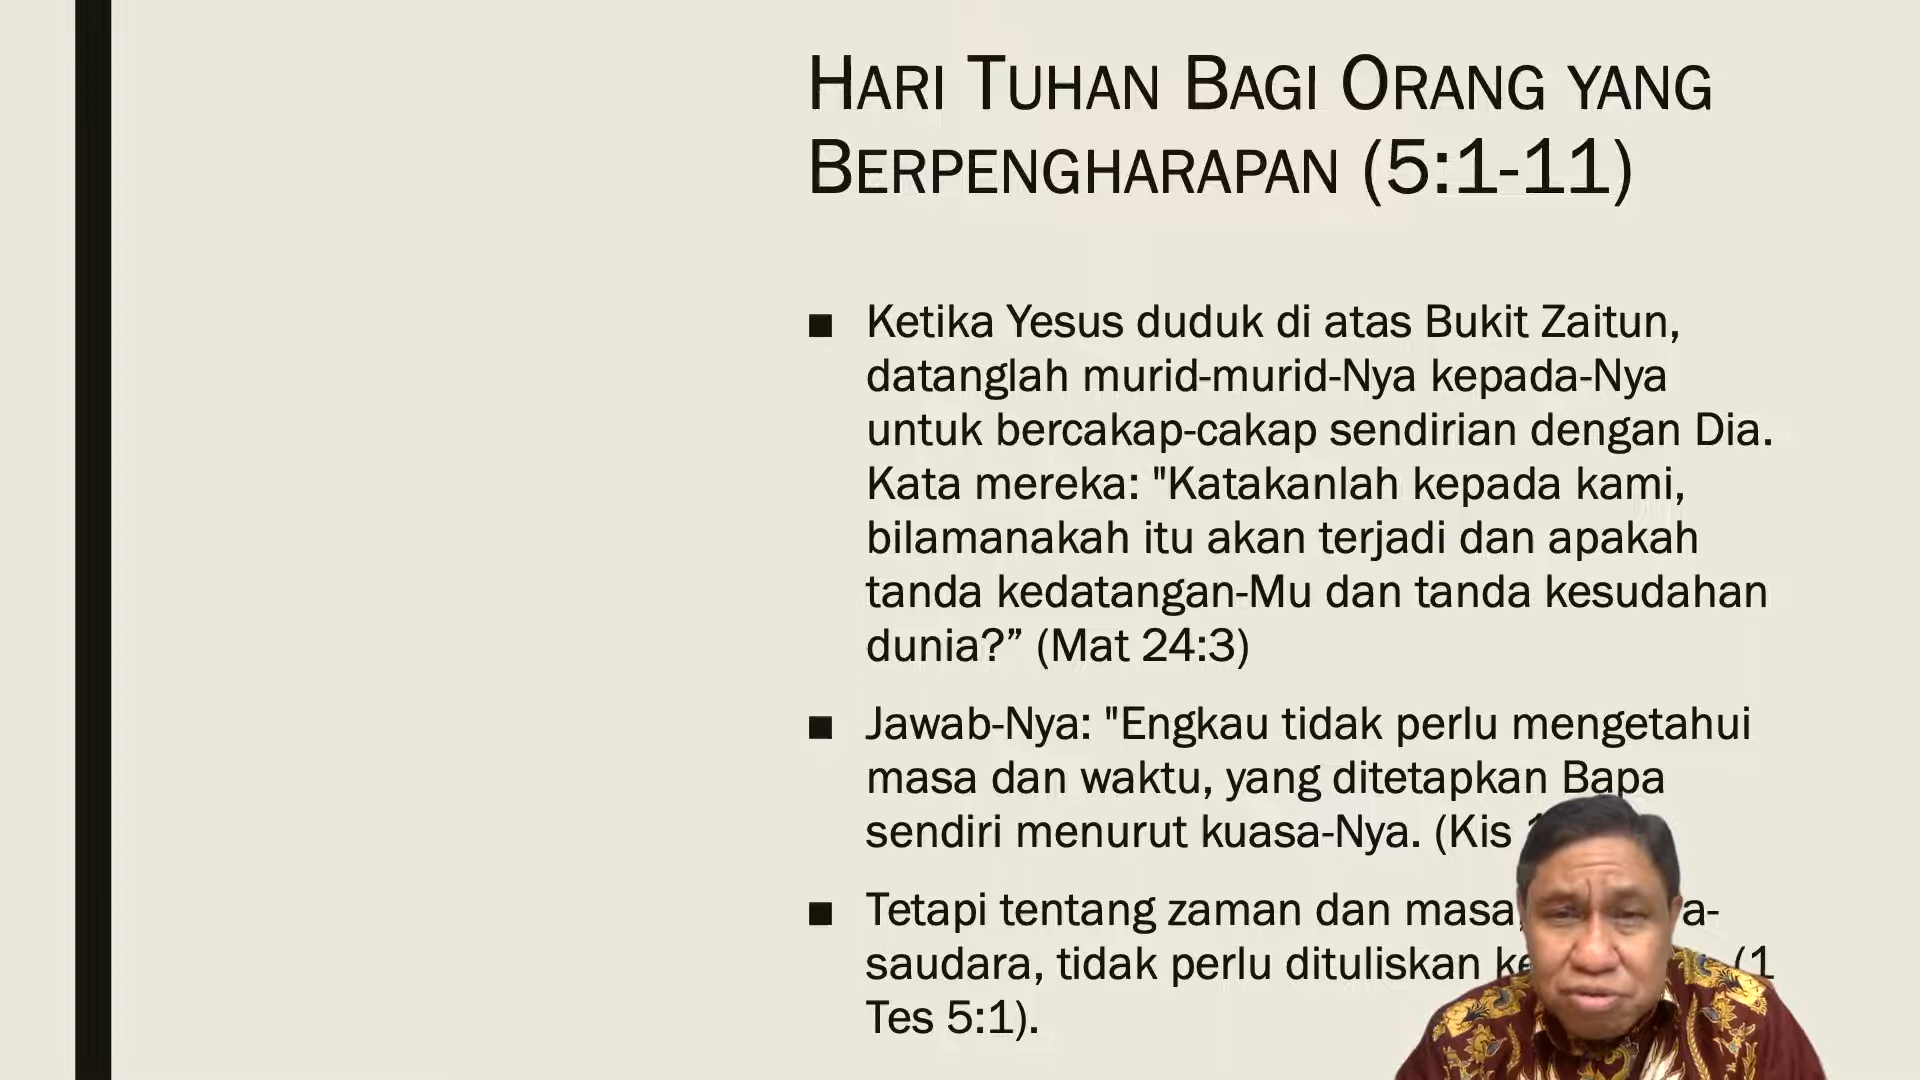 HARI TUHAN BAGI ORANG YANG
BERPENGHARAPAN (5:1-11)
■ Ketika Yesus duduk di atas Bukit Zaitun,
datanglah murid-murid-Nya kepada-Nya
untuk bercakap-cakap sendirian dengan Dia.
Kata mereka: "Katakanlah kepada kami,
bilamanakah itu akan terjadi dan apakah
tanda kedatangan-Mu dan tanda kesudahan
dunia?” (Mat 24:3)
■ Jawab-Nya: "Engkau tidak perlu mengetahui
masa dan waktu, yang ditetapkan Bapa
sendiri menurut kuasa-Nya. (Kis
■ Tetapi tentang zaman dan masa,
saudara, tidak perlu dituliskan (1
Tes 5:1).